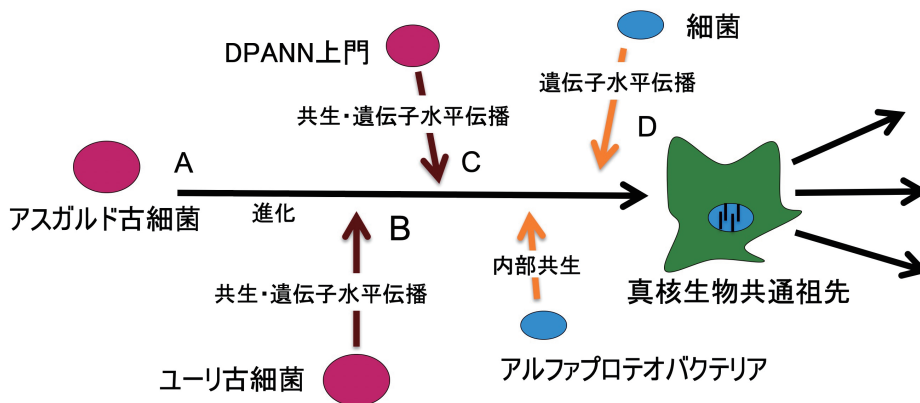 DPANN上門
細菌
共生・遺伝子水平伝播
遺伝子水平伝播
A
C
D
アスガルド古細菌
進化
B
共生・遺伝子水平伝播
内部共生
真核生物共通祖先
ユーリ古細菌
アルファプロテオバクテリア